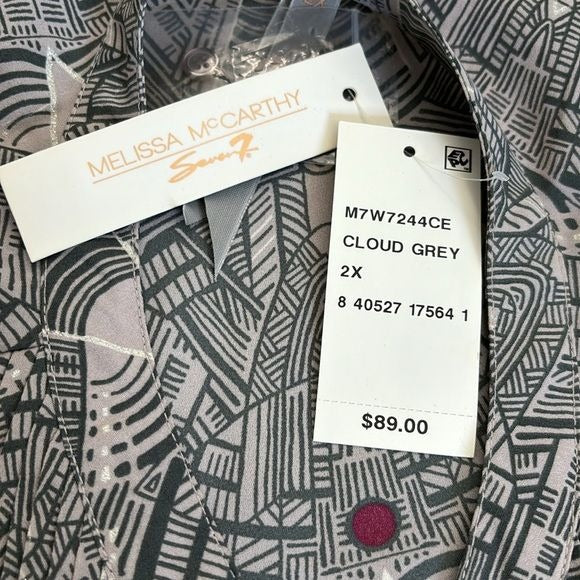 MELISSA McCARTHY
Seven7.
M7W7244CE
CLOUD GREY
2X
8 40527 17564 1
$89.00